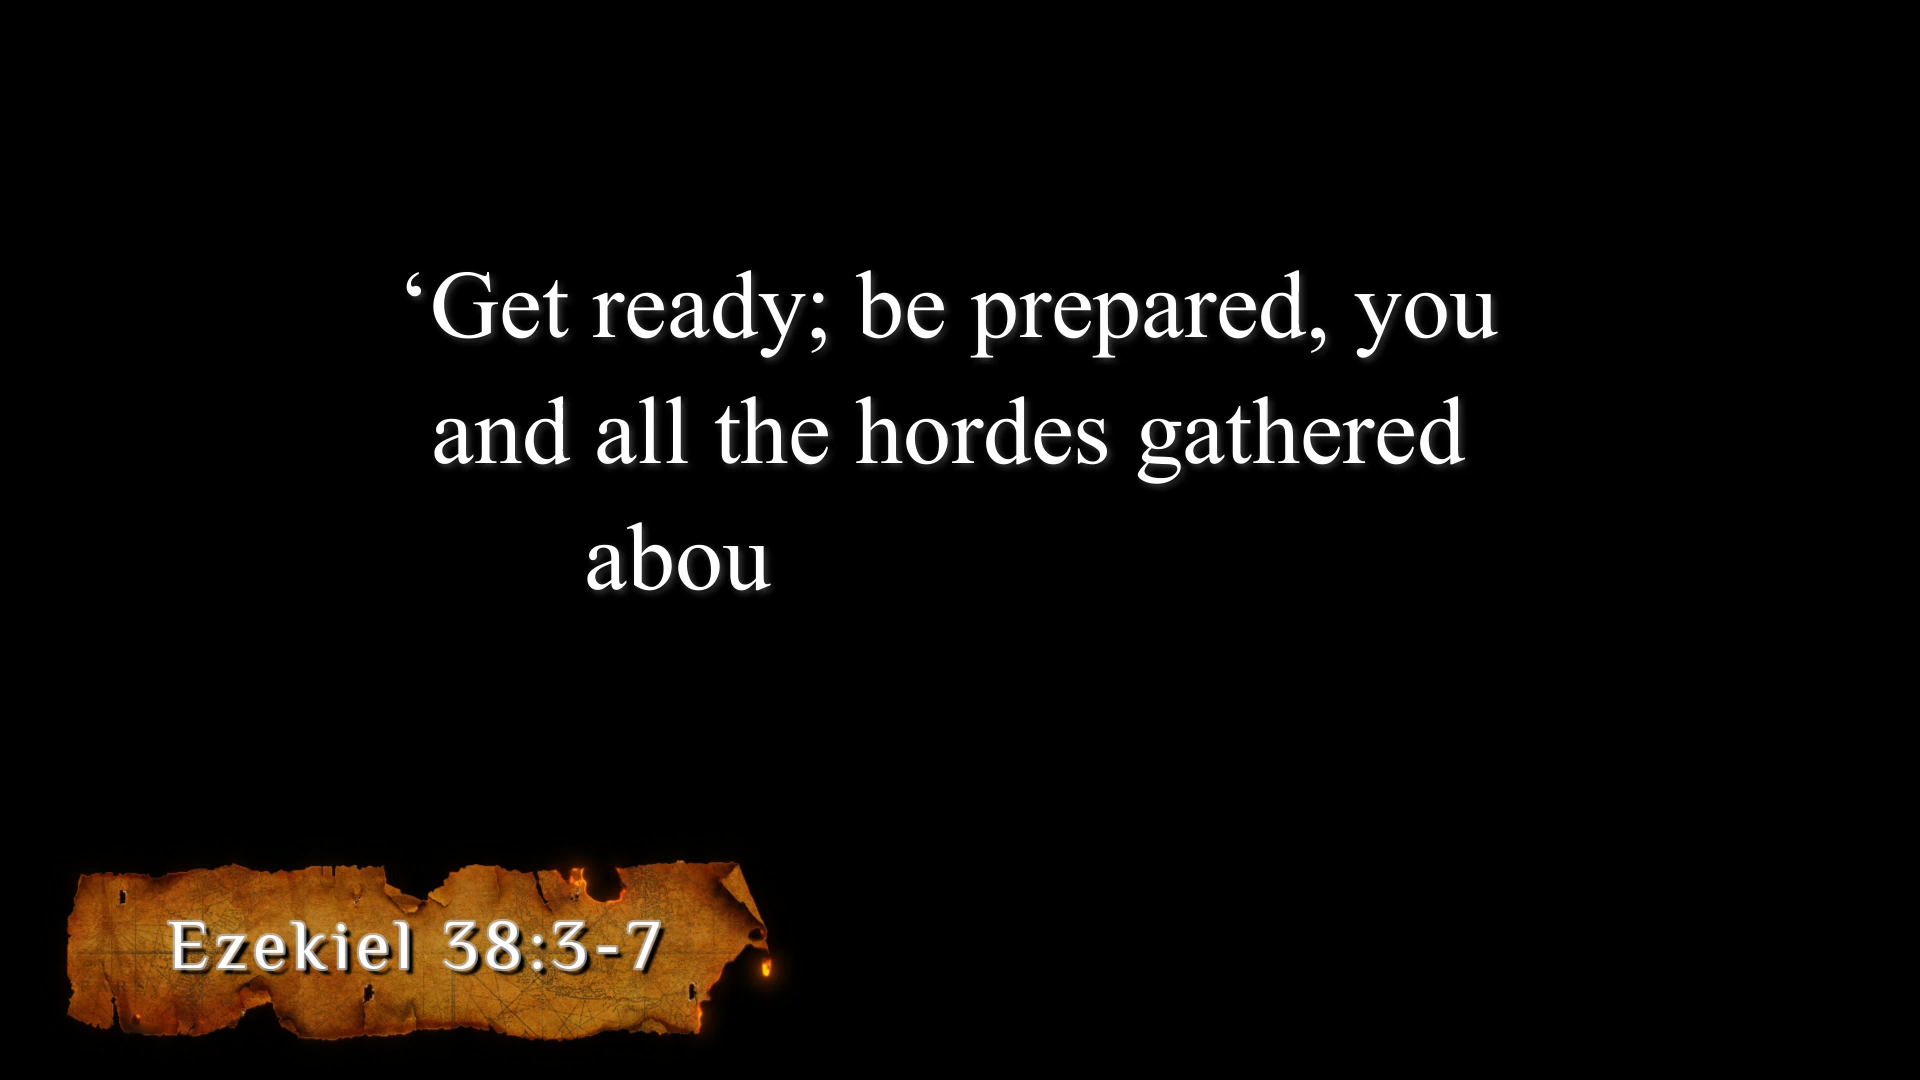 ‘Get ready; be prepared, you
and all the hordes gathered
abou
Ezekiel 38:3-7